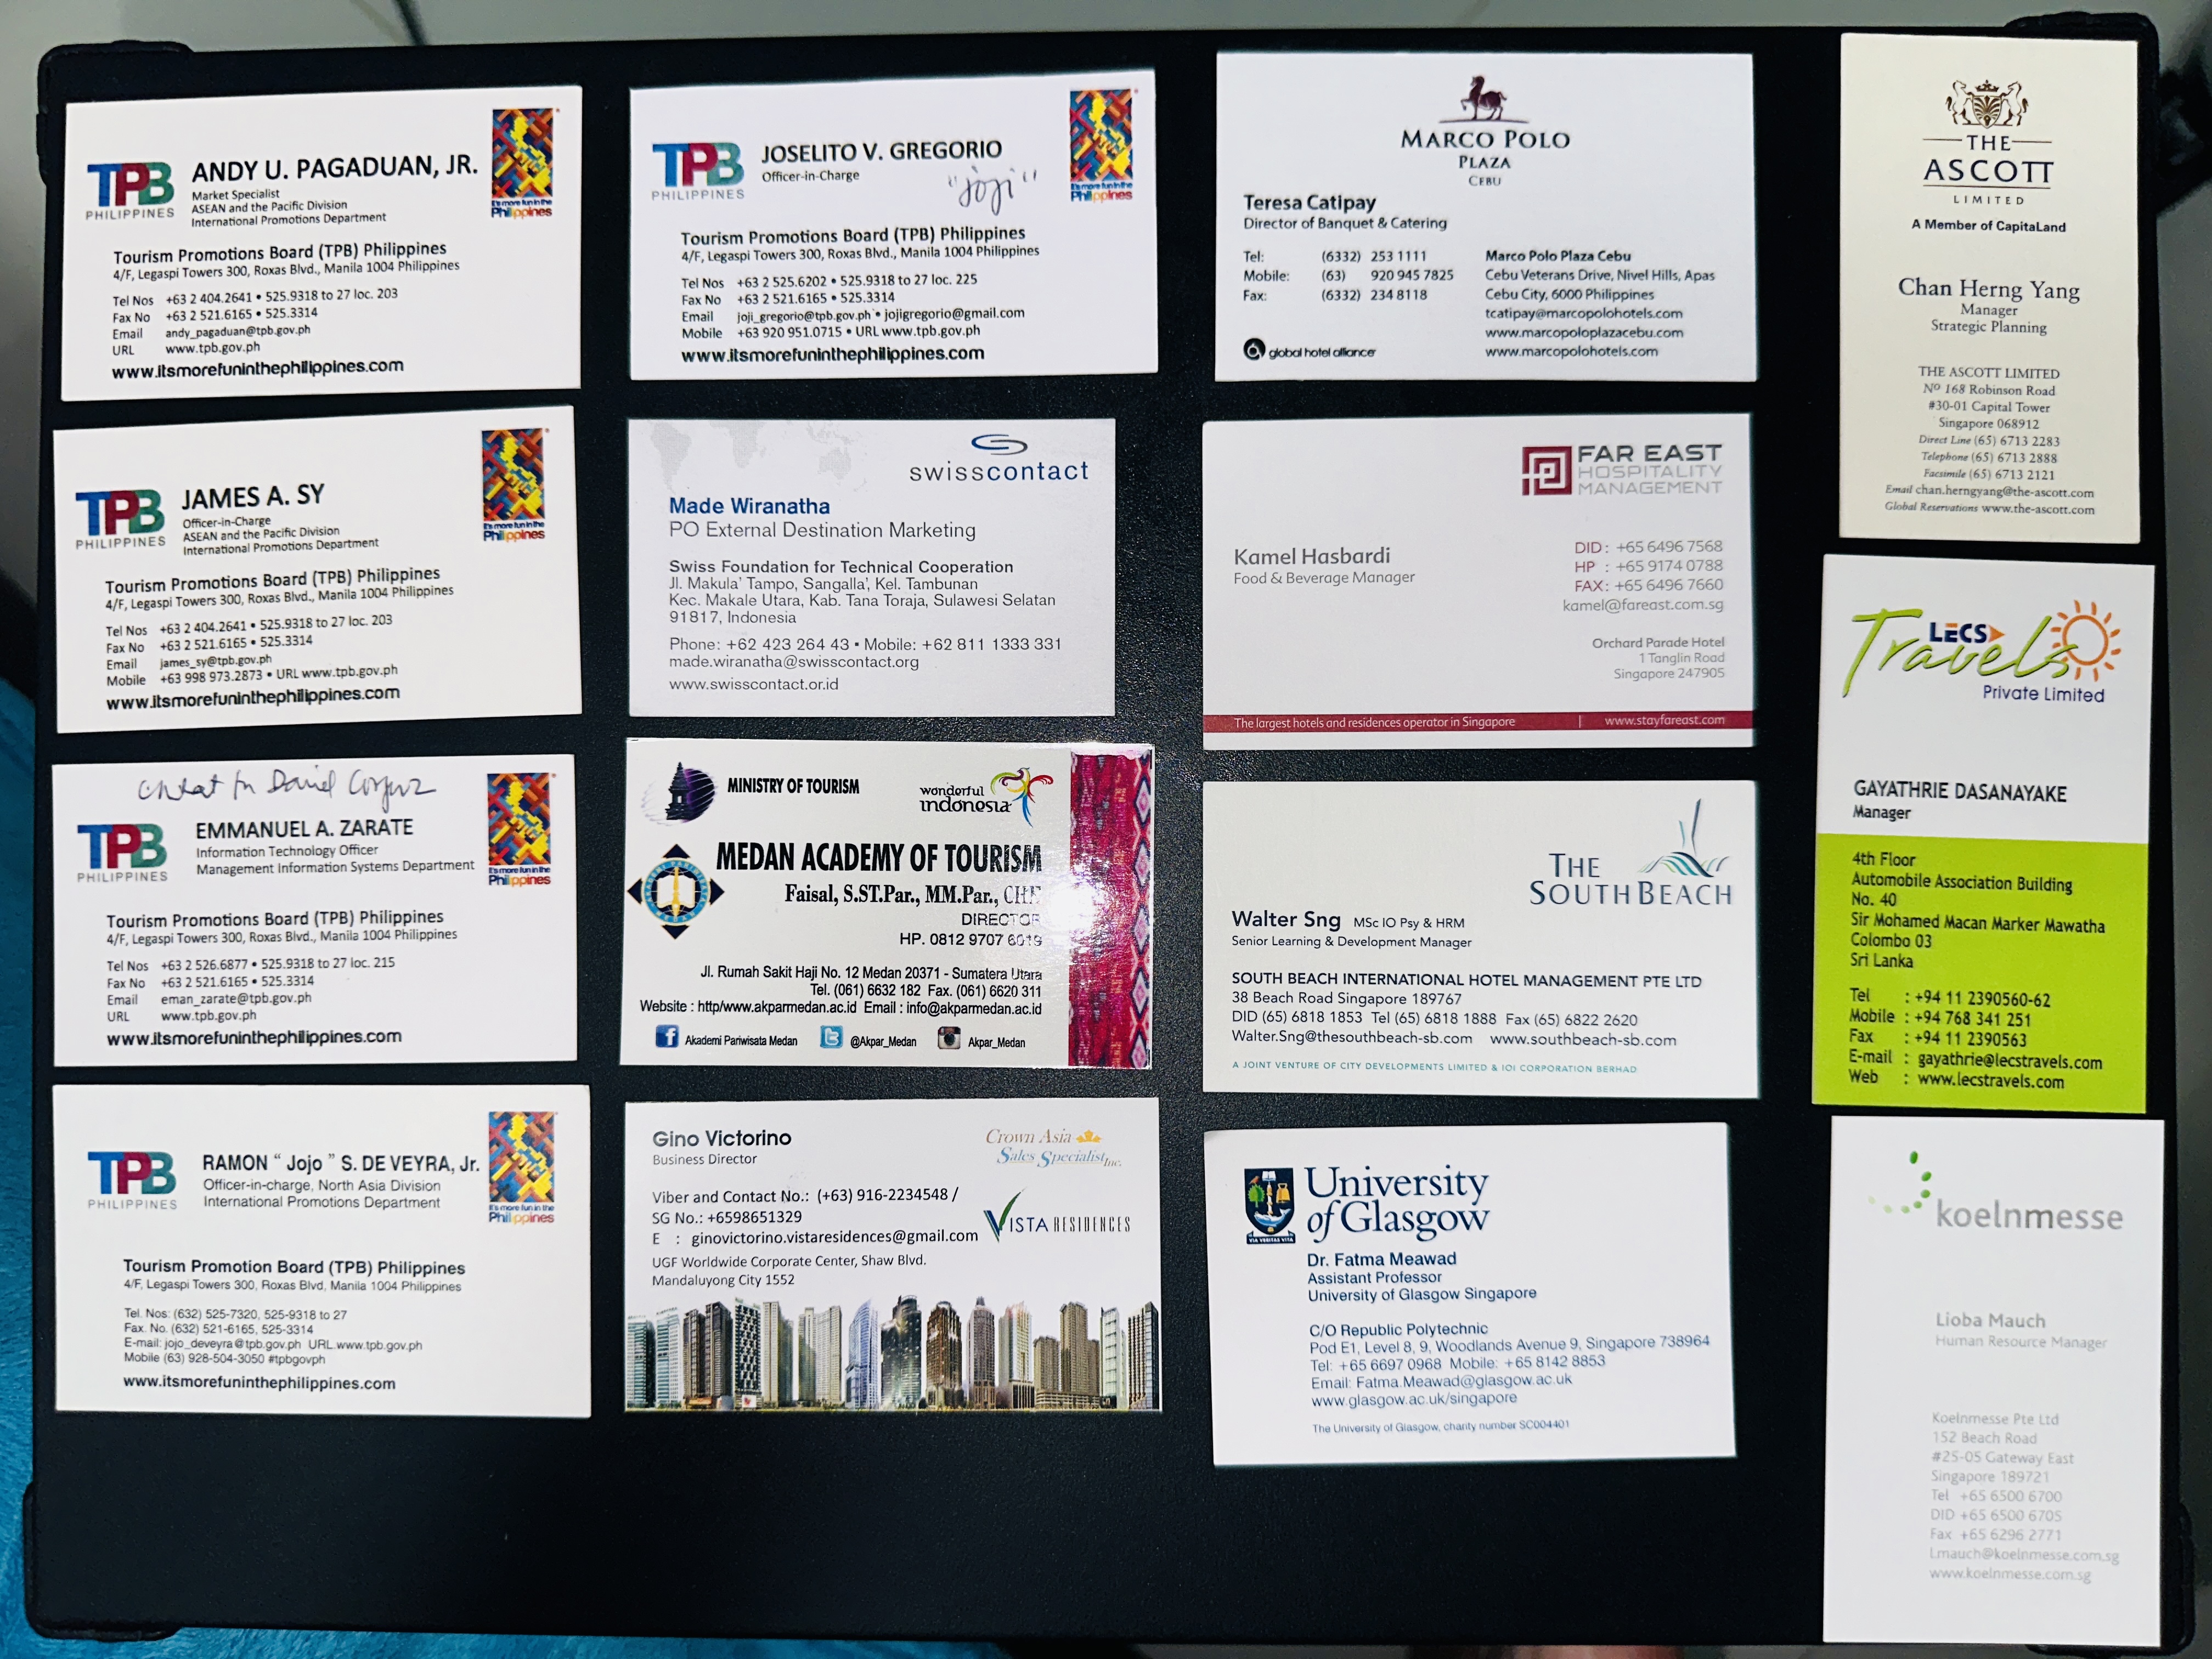 TPB
PHILIPPINES
ANDY U. PAGADUAN, JR.
Market Specialist
ASEAN and the Pacific Division
International Promotions Department
It's more fun in the
Philippines
Tourism Promotions Board (TPB) Philippines
4/F, Legaspi Towers 300, Roxas Blvd., Manila 1004 Philippines
Tel Nos +63 2 404.2641 • 525.9318 to 27 loc. 203
Fax No +63 2 521.6165 • 525.3314
Email andy_pagaduan@tpb.gov.ph
URL www.tpb.gov.ph
www.itsmorefuninthephilippines.com
TPB
PHILIPPINES
JAMES A. SY
Officer-in-Charge
ASEAN and the Pacific Division
International Promotions Department
It's more fun in the
Philippines
Tourism Promotions Board (TPB) Philippines
4/F, Legaspi Towers 300, Roxas Blvd., Manila 1004 Philippines
Tel Nos +63 2 404.2641 • 525.9318 to 27 loc. 203
Fax No +63 2 521.6165 • 525.3314
Email james_sy@tpb.gov.ph
Mobile +63 998 973.2873 • URL www.tpb.gov.ph
www.itsmorefuninthephilippines.com
Daniel
TPB
PHILIPPINES
EMMANUEL A. ZARATE
Information Technology Officer
Management Information Systems Department
It's more fun in the
Philippines
Tourism Promotions Board (TPB) Philippines
4/F, Legaspi Towers 300, Roxas Blvd., Manila 1004 Philippines
Tel Nos +63 2 526.6877 • 525.9318 to 27 loc. 215
Fax No +63 2 521.6165 • 525.3314
Email eman_zarate@tpb.gov.ph
URL www.tpb.gov.ph
www.itsmorefuninthephilippines.com
TPB
PHILIPPINES
RAMON " Jojo " S. DE VEYRA, Jr.
Officer-in-charge, North Asia Division
International Promotions Department
It's more fun in the
Philippines
Tourism Promotion Board (TPB) Philippines
4/F, Legaspi Towers 300, Roxas Blvd, Manila 1004 Philippines
Tel. Nos: (632) 525-7320, 525-9318 to 27
Fax. No. (632) 521-6165, 525-3314
E-mail: jojo_deveyra@tpb.gov.ph URL.www.tpb.gov.ph
Mobile (63) 928-504-3050 #tpbgovph
www.itsmorefuninthephilippines.com
TPB
PHILIPPINES
JOSELITO V. GREGORIO
Officer-in-Charge
"joji"
It's more fun in the
Philippines
Tourism Promotions Board (TPB) Philippines
4/F, Legaspi Towers 300, Roxas Blvd., Manila 1004 Philippines
Tel Nos +63 2 525.6202 • 525.9318 to 27 loc. 225
Fax No +63 2 521.6165 • 525.3314
Email joji_gregorio@tpb.gov.ph • jojigregorio@gmail.com
Mobile +63 920 951.0715 • URL www.tpb.gov.ph
www.itsmorefuninthephilippines.com
swisscontact
Made Wiranatha
PO External Destination Marketing
Swiss Foundation for Technical Cooperation
Jl. Makula' Tampo, Sangalla', Kel. Tambunan
Kec. Makale Utara, Kab. Tana Toraja, Sulawesi Selatan
91817, Indonesia
Phone: +62 423 264 43 • Mobile: +62 811 1333 331
made.wiranatha@swisscontact.org
www.swisscontact.or.id
MINISTRY OF TOURISM
wonderful
indonesia
MEDAN ACADEMY OF TOURISM
Faisal, S.ST.Par., MM.Par., CHE
DIRECTOR
HP. 0812 9707 6019
Jl. Rumah Sakit Haji No. 12 Medan 20371 - Sumatera Utara
Tel. (061) 6632 182 Fax. (061) 6620 311
Website : http/www.akparmedan.ac.id Email : info@akparmedan.ac.id
Akademi Pariwisata Medan @Akpar_Medan Akpar_Medan
Gino Victorino
Business Director
Crown Asia
Sales Specialist Inc.
Viber and Contact No.: (+63) 916-2234548 /
SG No.: +6598651329
E : ginovictorino.vistaresidences@gmail.com
VISTA RESIDENCES
UGF Worldwide Corporate Center, Shaw Blvd.
Mandaluyong City 1552
MARCO POLO
PLAZA
CEBU
Teresa Catipay
Director of Banquet & Catering
Tel: (6332) 253 1111
Mobile: (63) 920 945 7825
Fax: (6332) 234 8118
global hotel alliance
Marco Polo Plaza Cebu
Cebu Veterans Drive, Nivel Hills, Apas
Cebu City, 6000 Philippines
tcatipay@marcopolohotels.com
www.marcopoloplazacebu.com
www.marcopolohotels.com
FAR EAST
HOSPITALITY
MANAGEMENT
Kamel Hasbardi
Food & Beverage Manager
DID : +65 6496 7568
HP : +65 9174 0788
FAX : +65 6496 7660
kamel@fareast.com.sg
Orchard Parade Hotel
1 Tanglin Road
Singapore 247905
The largest hotels and residences operator in Singapore | www.stayfareast.com
THE
SOUTH BEACH
Walter Sng MSc IO Psy & HRM
Senior Learning & Development Manager
SOUTH BEACH INTERNATIONAL HOTEL MANAGEMENT PTE LTD
38 Beach Road Singapore 189767
DID (65) 6818 1853 Tel (65) 6818 1888 Fax (65) 6822 2620
Walter.Sng@thesouthbeach-sb.com www.southbeach-sb.com
A JOINT VENTURE OF CITY DEVELOPMENTS LIMITED & IOI CORPORATION BERHAD
University
of Glasgow
VIA VERITAS VITA
Dr. Fatma Meawad
Assistant Professor
University of Glasgow Singapore
C/O Republic Polytechnic
Pod E1, Level 8, 9, Woodlands Avenue 9, Singapore 738964
Tel: +65 6697 0968 Mobile: +65 8142 8853
Email: Fatma.Meawad@glasgow.ac.uk
www.glasgow.ac.uk/singapore
The University of Glasgow, charity number SC004401
THE
ASCOTT
LIMITED
A Member of CapitaLand
Chan Herng Yang
Manager
Strategic Planning
THE ASCOTT LIMITED
Nº 168 Robinson Road
#30-01 Capital Tower
Singapore 068912
Direct Line (65) 6713 2283
Telephone (65) 6713 2888
Facsimile (65) 6713 2121
Email chan.herngyang@the-ascott.com
Global Reservations www.the-ascott.com
LECS
Travels
Private Limited
GAYATHRIE DASANAYAKE
Manager
4th Floor
Automobile Association Building
No. 40
Sir Mohamed Macan Marker Mawatha
Colombo 03
Sri Lanka
Tel : +94 11 2390560-62
Mobile : +94 768 341 251
Fax : +94 11 2390563
E-mail : gayathrie@lecstravels.com
Web : www.lecstravels.com
koelnmesse
Lioba Mauch
Human Resource Manager
Koelnmesse Pte Ltd
152 Beach Road
#25-05 Gateway East
Singapore 189721
Tel +65 6500 6700
DID +65 6500 6705
Fax +65 6296 2771
l.mauch@koelnmesse.com.sg
www.koelnmesse.com.sg